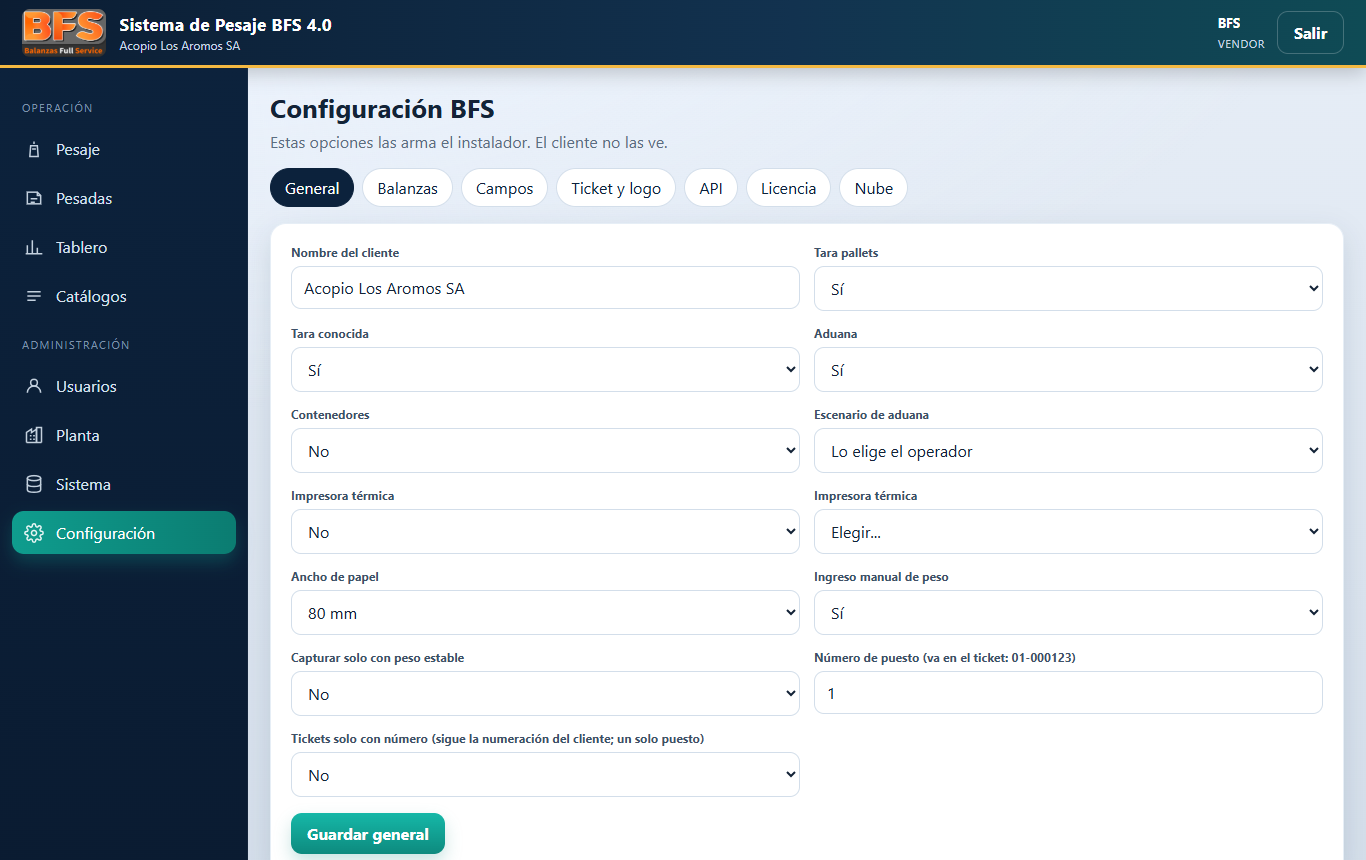 BFS
Balanzas Full Service
Sistema de Pesaje BFS 4.0
Acopio Los Aromos SA
BFS
VENDOR
Salir
OPERACIÓN
Pesaje
Pesadas
Tablero
Catálogos
ADMINISTRACIÓN
Usuarios
Planta
Sistema
Configuración
Configuración BFS
Estas opciones las arma el instalador. El cliente no las ve.
General
Balanzas
Campos
Ticket y logo
API
Licencia
Nube
Nombre del cliente
Acopio Los Aromos SA
Tara pallets
Sí
Tara conocida
Sí
Aduana
Sí
Contenedores
No
Escenario de aduana
Lo elige el operador
Impresora térmica
No
Impresora térmica
Elegir...
Ancho de papel
80 mm
Ingreso manual de peso
Sí
Capturar solo con peso estable
No
Número de puesto (va en el ticket: 01-000123)
1
Tickets solo con número (sigue la numeración del cliente; un solo puesto)
No
Guardar general